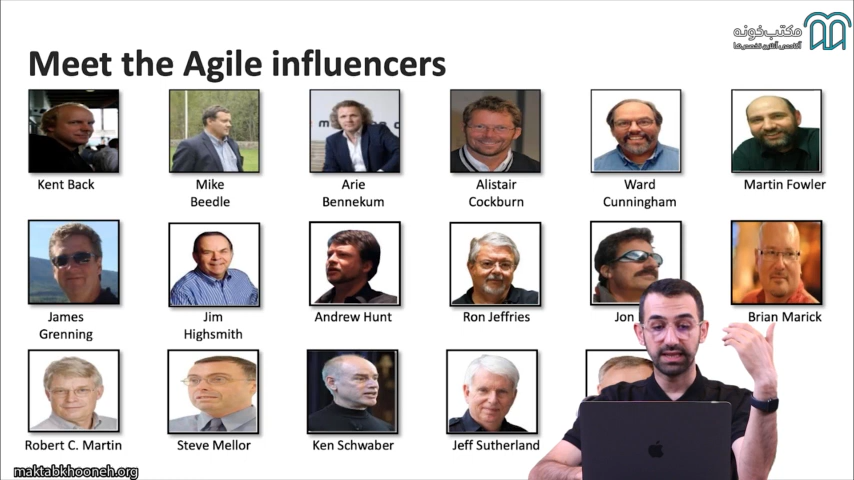 مکتب‌خونه
آکادمی آنلاین تخصص‌ها
Meet the Agile influencers
Kent Back
Mike
Beedle
Arie
Bennekum
Alistair
Cockburn
Ward
Cunningham
Martin Fowler
James
Grenning
Jim
Highsmith
Andrew Hunt
Ron Jeffries
Jon
Brian Marick
Robert C. Martin
Steve Mellor
Ken Schwaber
Jeff Sutherland
maktabkhooneh.org